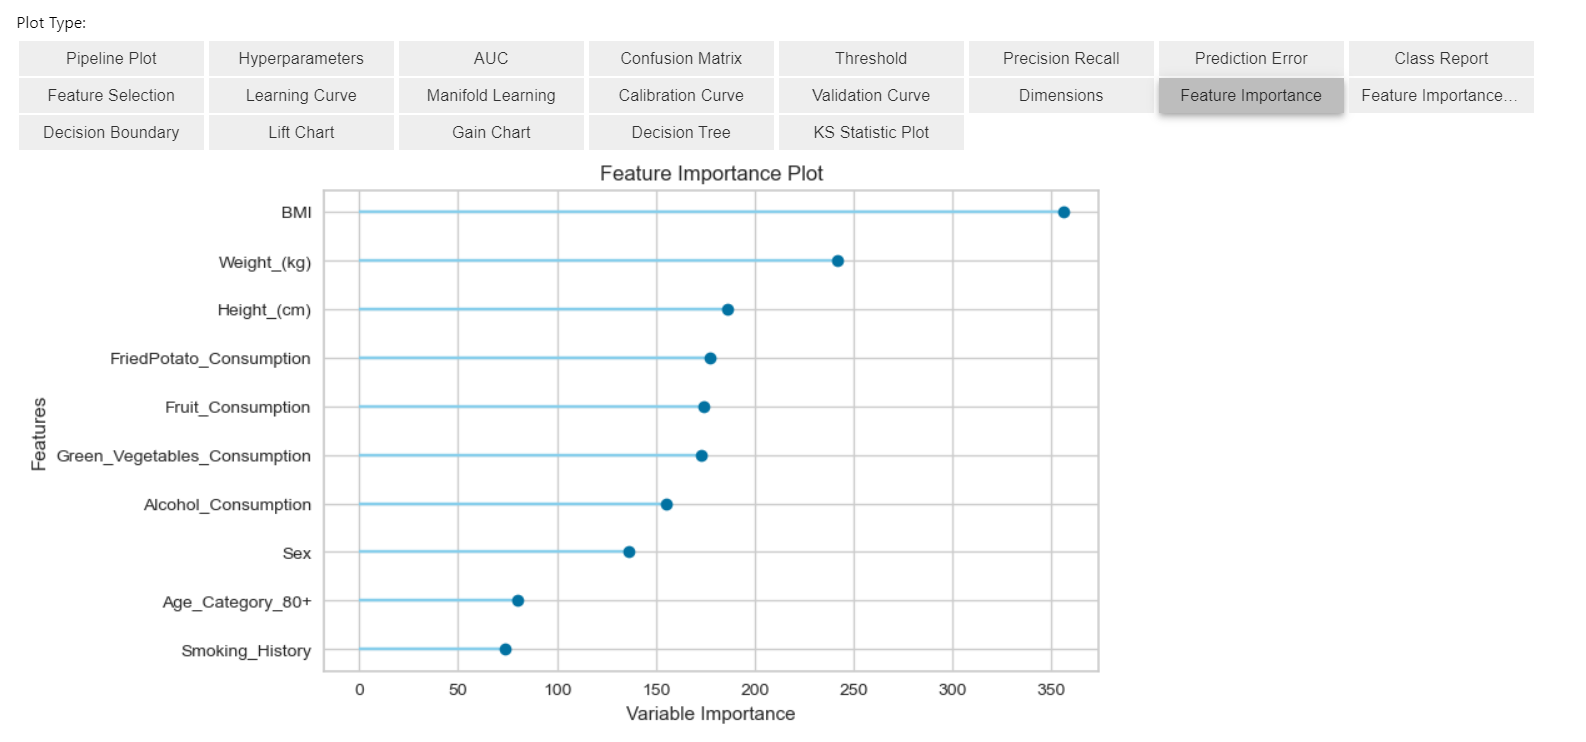 Plot Type:
Pipeline Plot Hyperparameters AUC Confusion Matrix Threshold Precision Recall Prediction Error Class Report
Feature Selection Learning Curve Manifold Learning Calibration Curve Validation Curve Dimensions Feature Importance Feature Importance...
Decision Boundary Lift Chart Gain Chart Decision Tree KS Statistic Plot
Feature Importance Plot
Features
BMI
Weight_(kg)
Height_(cm)
FriedPotato_Consumption
Fruit_Consumption
Green_Vegetables_Consumption
Alcohol_Consumption
Sex
Age_Category_80+
Smoking_History
0 50 100 150 200 250 300 350
Variable Importance